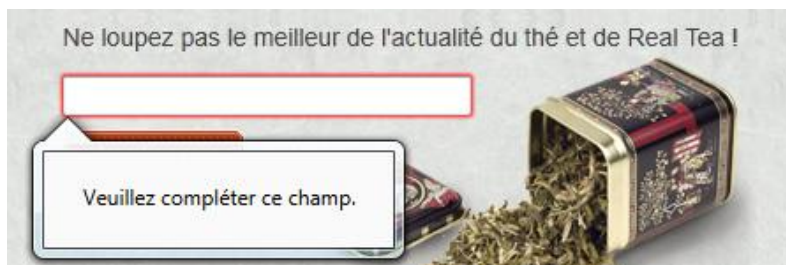 Ne loupez pas le meilleur de l'actualité du thé et de Real Tea !
Veuillez compléter ce champ.